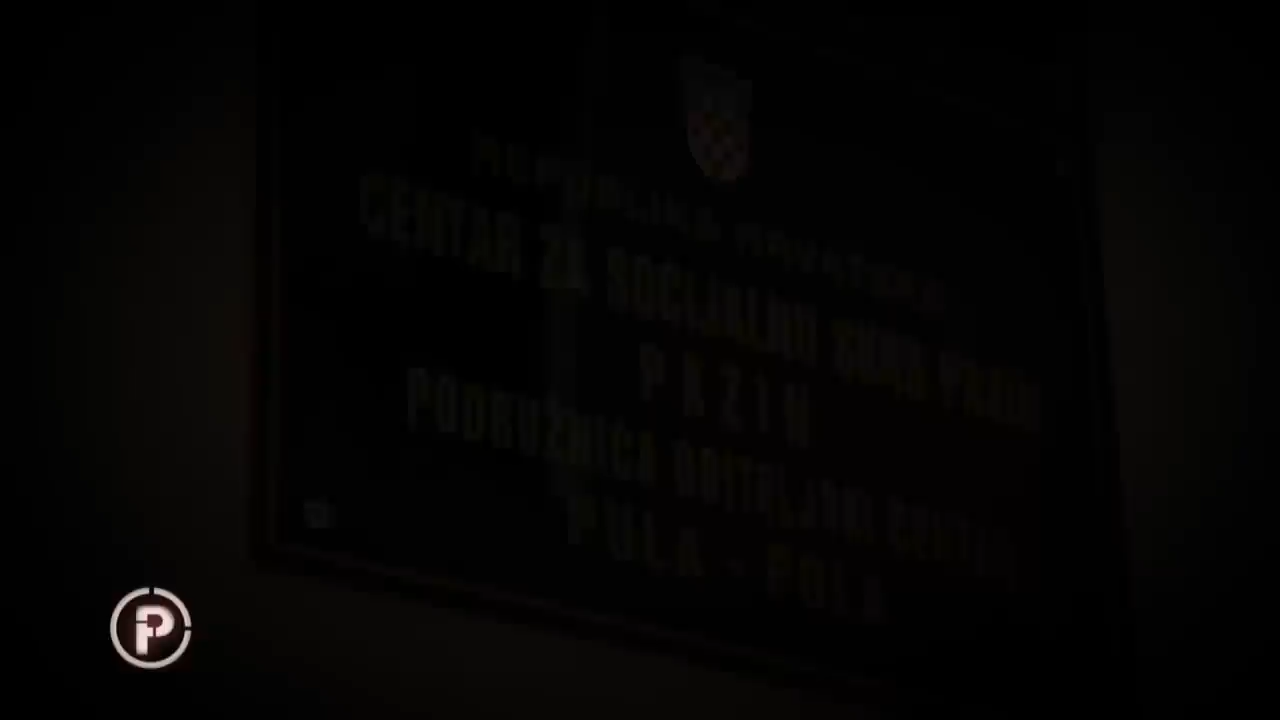 REPUBLIKA HRVATSKA
CENTAR ZA SOCIJALNU SKRB PAZIN
P A Z I N
PODRUŽNICA OBITELJSKI CENTAR
PULA - POLA
P